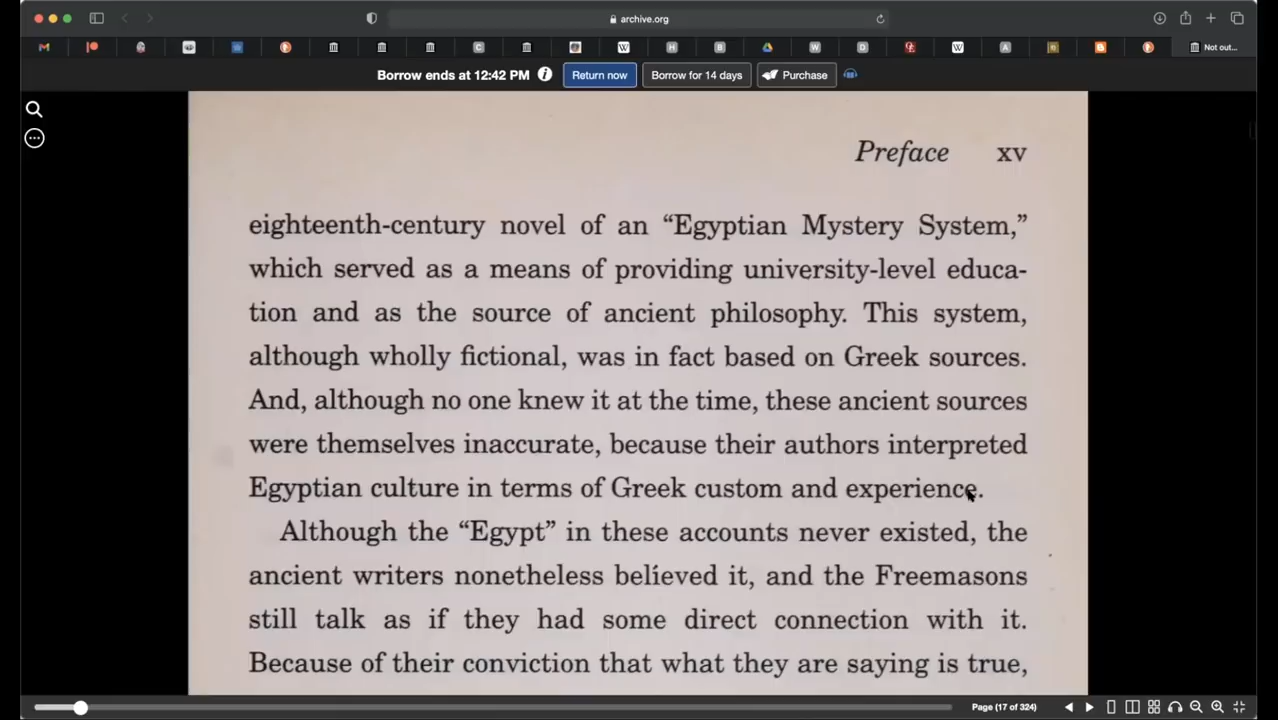 archive.org
Not out...
Borrow ends at 12:42 PM
Return now
Borrow for 14 days
Purchase
Preface xv
eighteenth-century novel of an “Egyptian Mystery System,”
which served as a means of providing university-level educa-
tion and as the source of ancient philosophy. This system,
although wholly fictional, was in fact based on Greek sources.
And, although no one knew it at the time, these ancient sources
were themselves inaccurate, because their authors interpreted
Egyptian culture in terms of Greek custom and experience.
Although the “Egypt” in these accounts never existed, the
ancient writers nonetheless believed it, and the Freemasons
still talk as if they had some direct connection with it.
Because of their conviction that what they are saying is true,
Page (17 of 324)